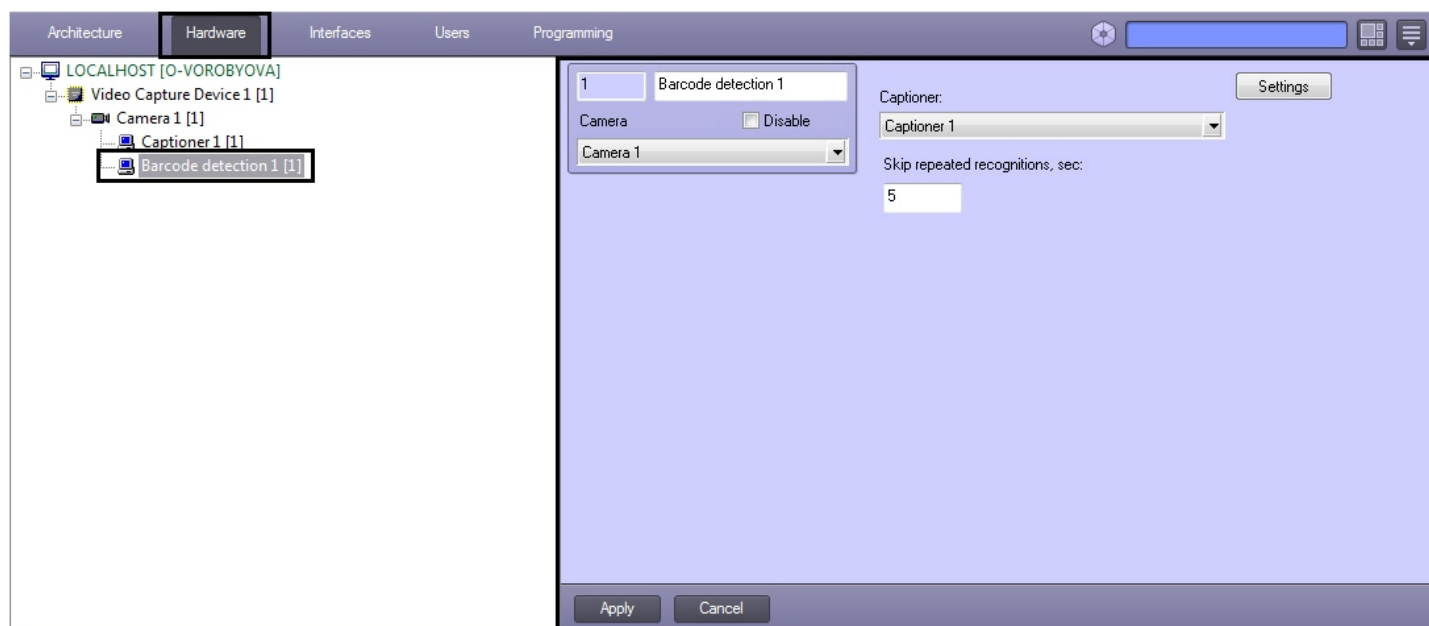 Architecture Hardware Interfaces Users Programming
LOCALHOST [O-VOROBYOVA]
Video Capture Device 1 [1]
Camera 1 [1]
Captioner 1 [1]
Barcode detection 1 [1]
1 Barcode detection 1
Camera Disable
Camera 1
Captioner:
Captioner 1
Skip repeated recognitions, sec:
5
Settings
Apply Cancel